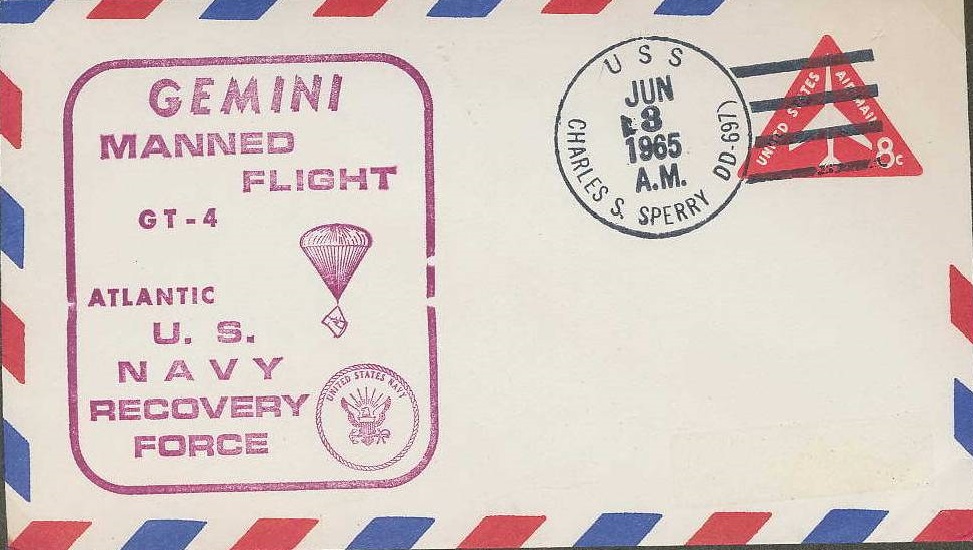 GEMINI
MANNED
FLIGHT
GT-4
ATLANTIC
U. S.
NAVY
RECOVERY
FORCE
UNITED STATES NAVY
USS
CHARLES S. SPERRY DD-697)
JUN
8
1965
A.M.
UNITED STATES
AIR MAIL
8c